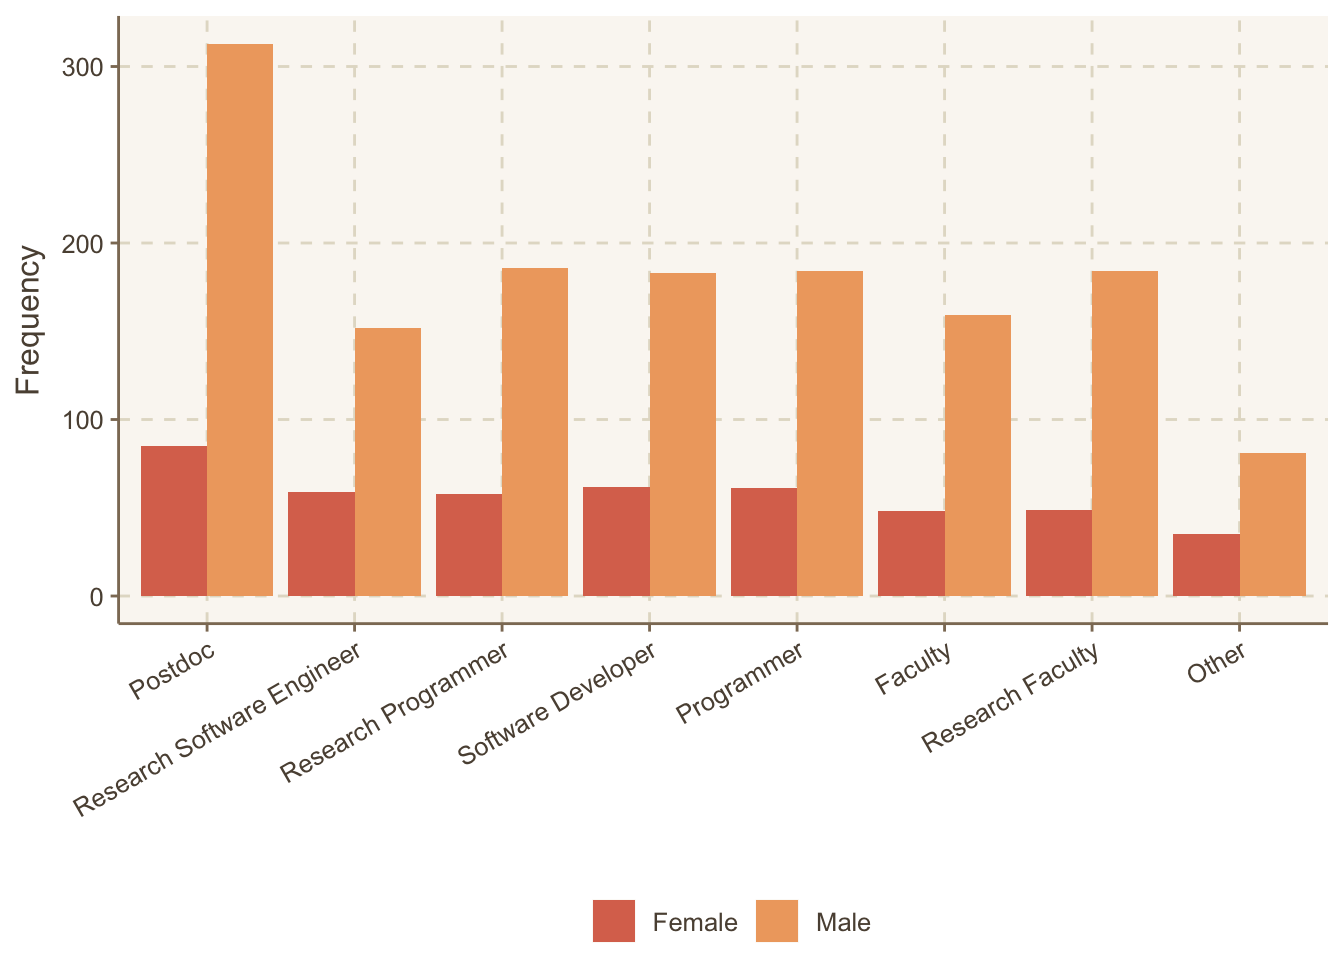 Frequency
300
200
100
0
Postdoc
Research Software Engineer
Research Programmer
Software Developer
Programmer
Faculty
Research Faculty
Other
Female
Male